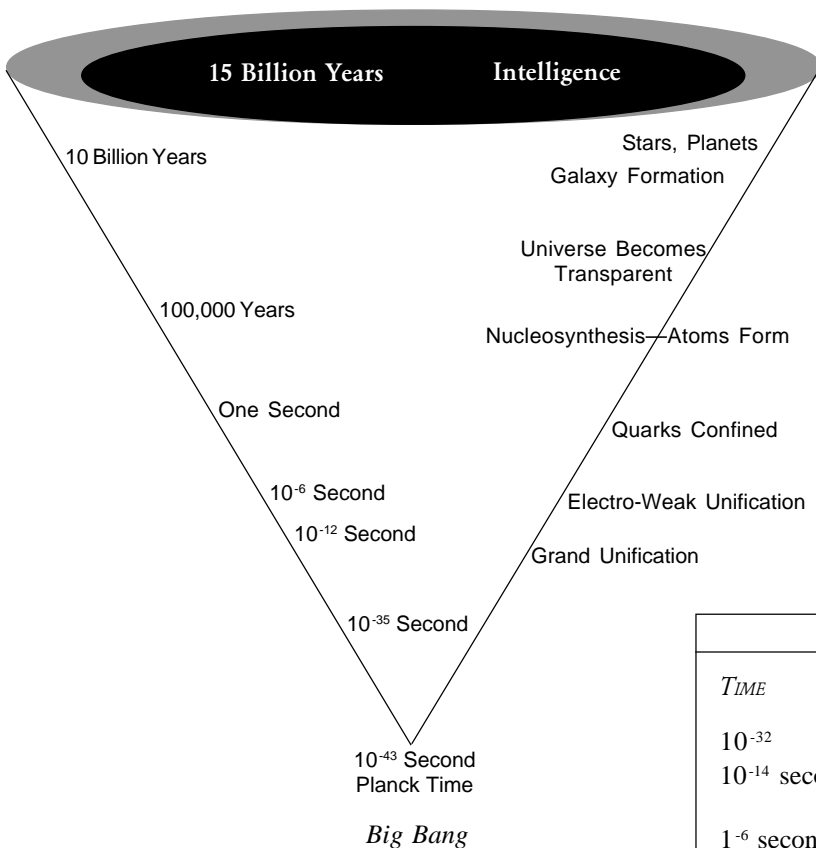 15 Billion Years Intelligence
10 Billion Years
Stars, Planets
Galaxy Formation
Universe Becomes
Transparent
100,000 Years
Nucleosynthesis—Atoms Form
One Second
Quarks Confined
10⁻⁶ Second
Electro-Weak Unification
10⁻¹² Second
Grand Unification
10⁻³⁵ Second
10⁻⁴³ Second
Planck Time
Big Bang
TIME
10⁻³²
10⁻¹⁴
1⁻⁶